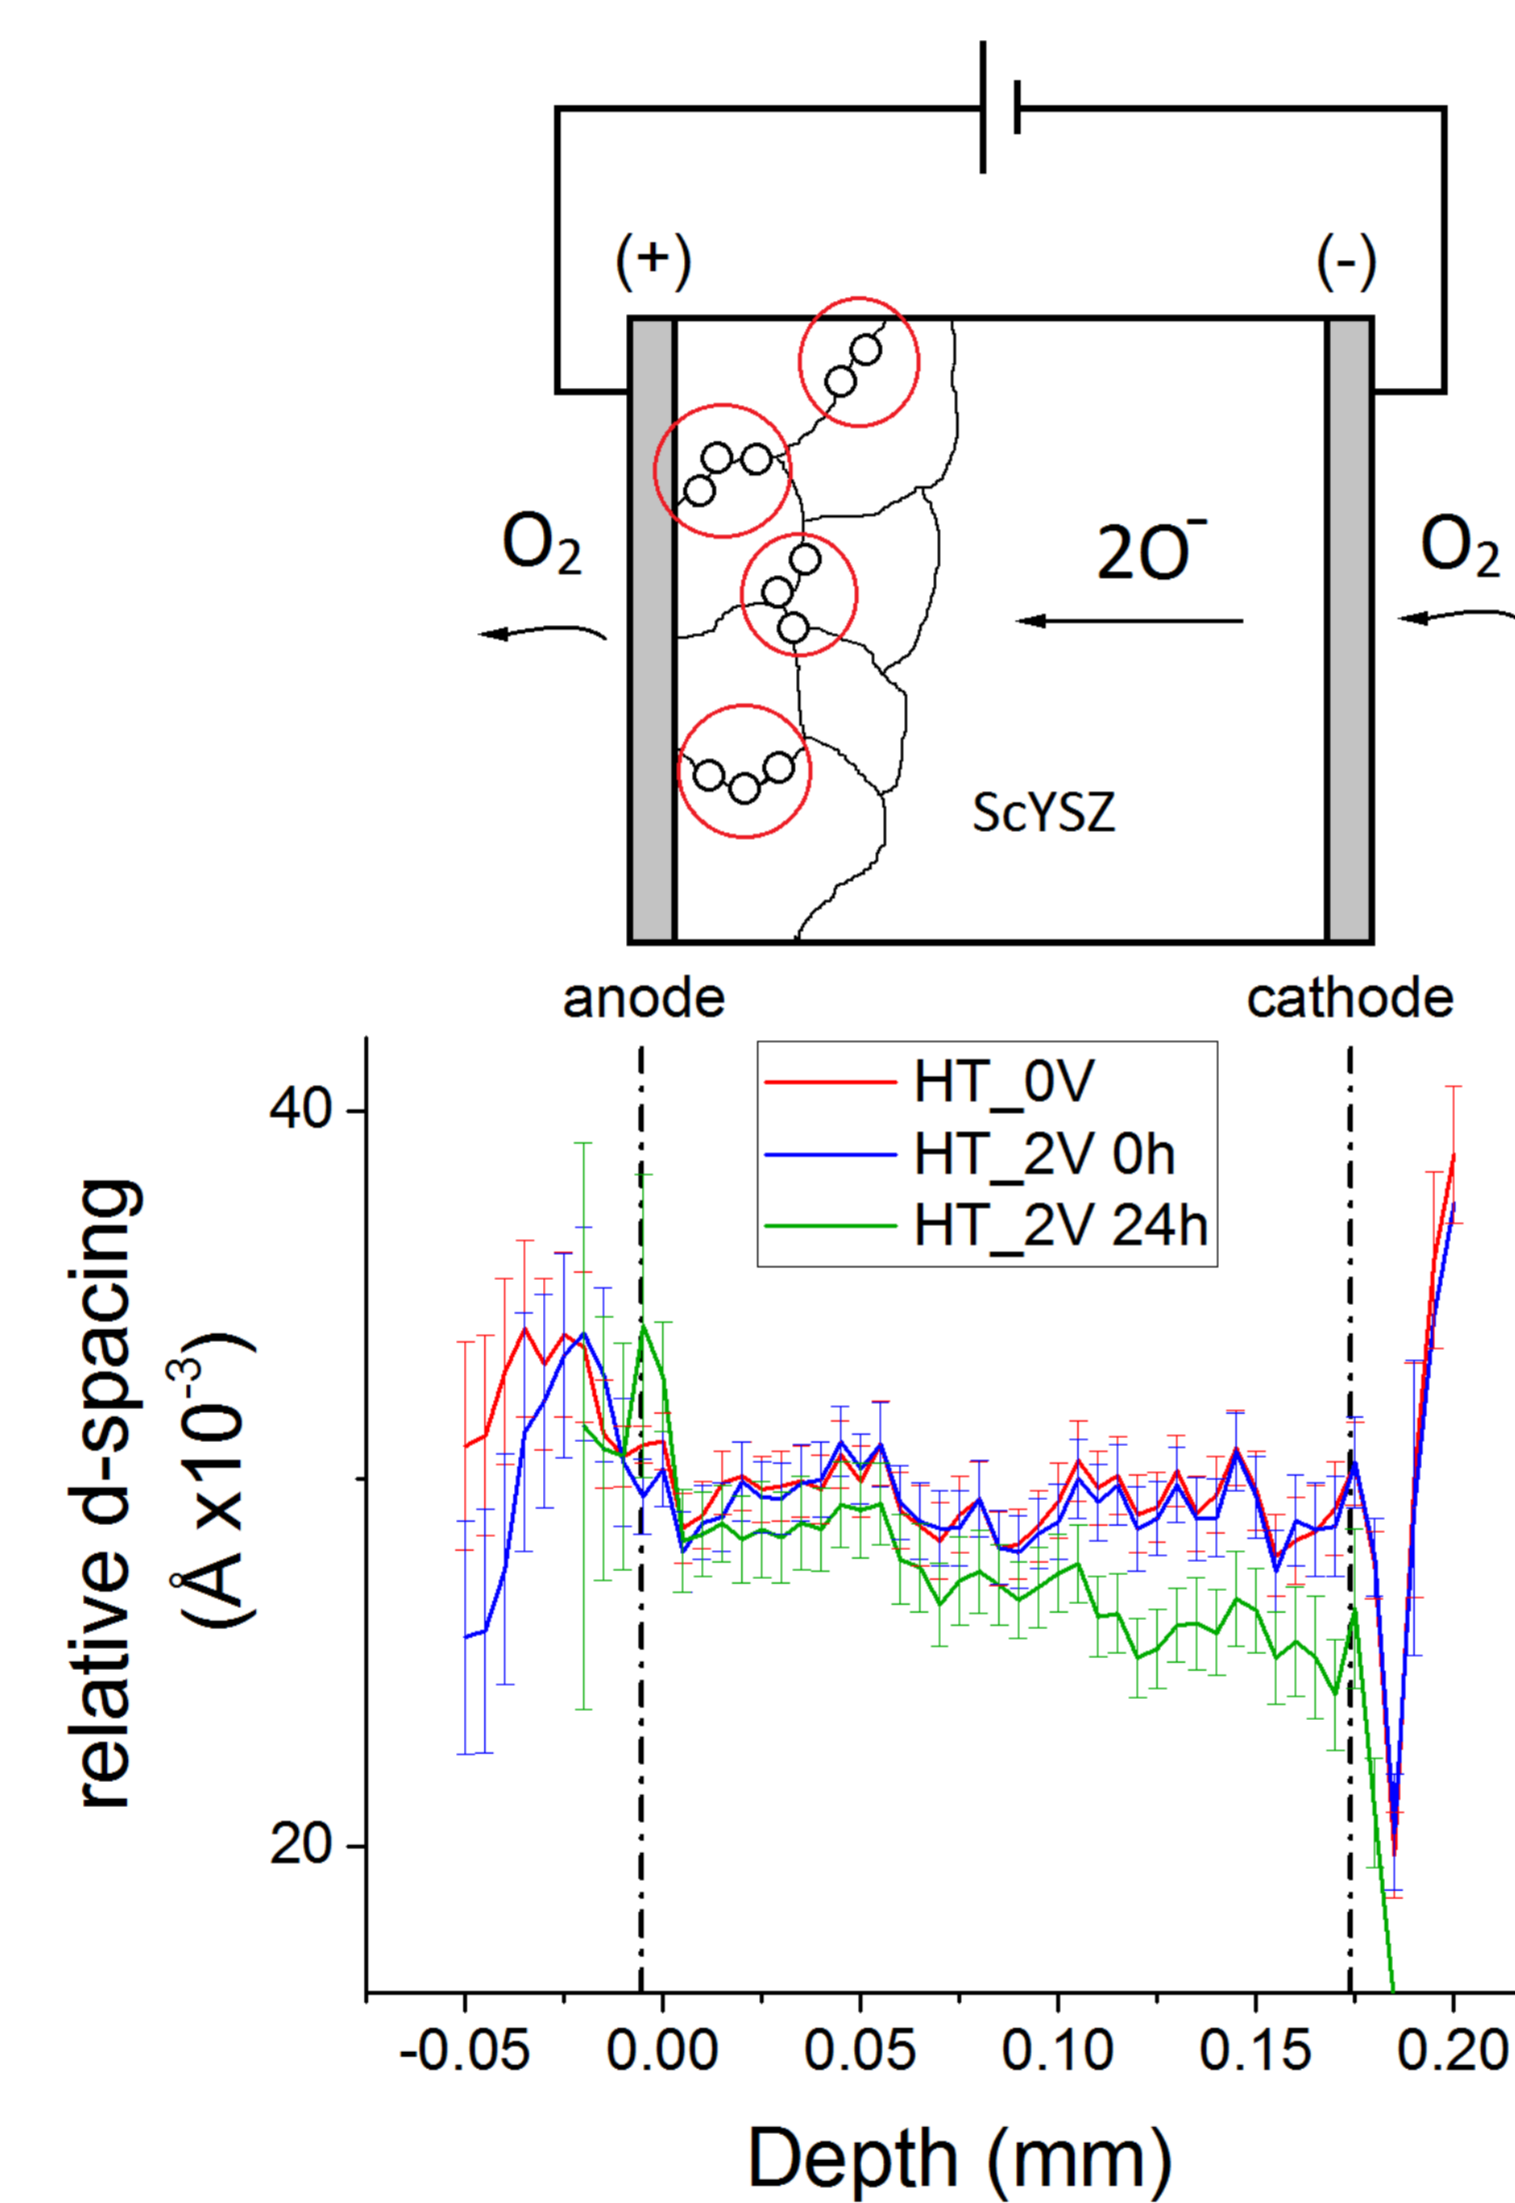 (+) (-)
O₂ 2O⁻ O₂
ScYSZ
anode cathode
HT_0V
HT_2V 0h
HT_2V 24h
40
20
relative d-spacing
(Å x10⁻³)
-0.05 0.00 0.05 0.10 0.15 0.20
Depth (mm)